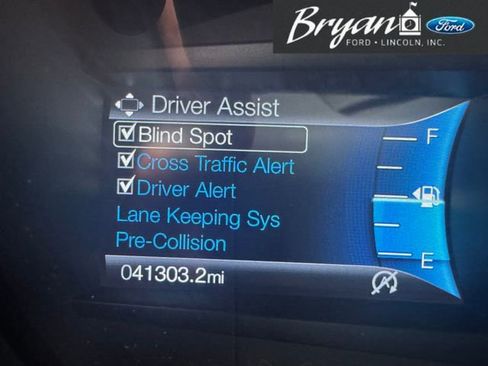 Bryan
Ford
FORD • LINCOLN, INC.
Driver Assist
Blind Spot
Cross Traffic Alert
Driver Alert
Lane Keeping Sys
Pre-Collision
041303.2mi
F
E
A